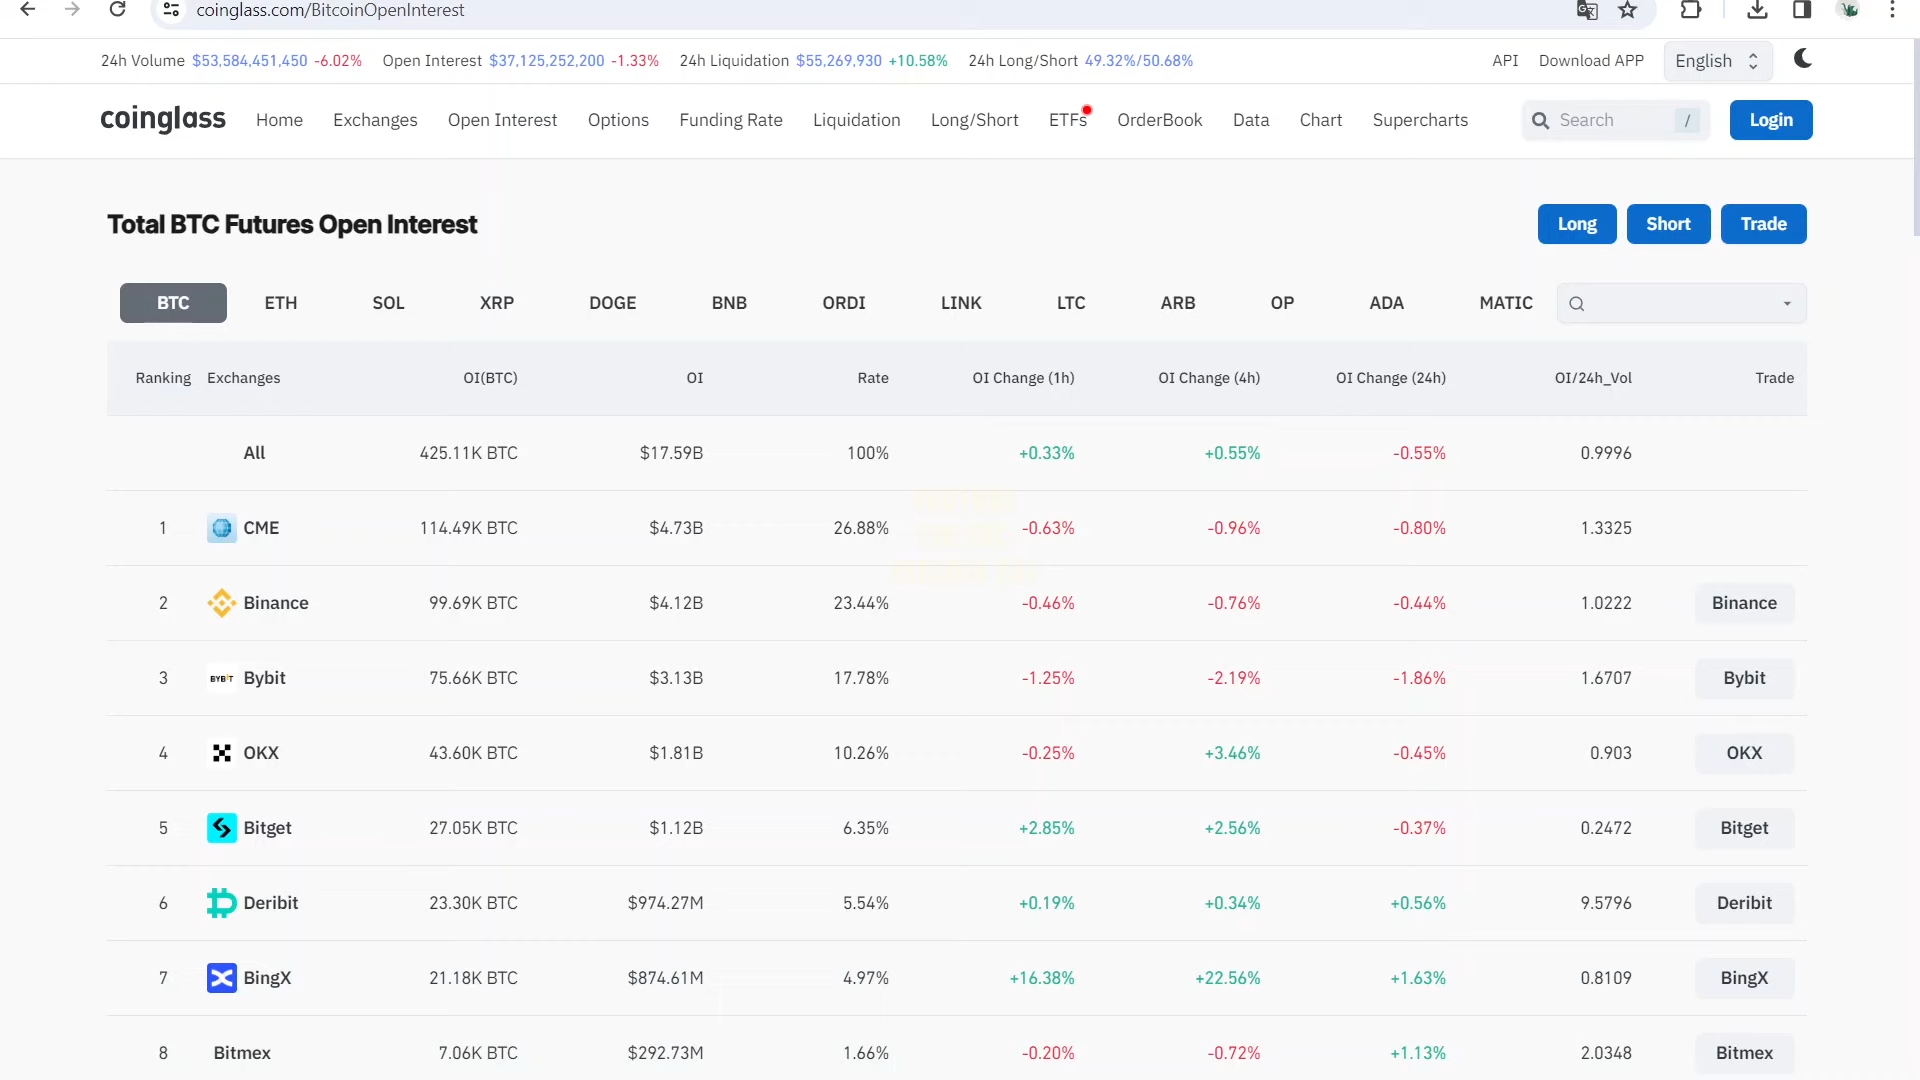 coinglass.com/BitcoinOpenInterest
24h Volume $53,584,451,450 -6.02% Open Interest $37,125,252,200 -1.33% 24h Liquidation $55,269,930 +10.58% 24h Long/Short 49.32%/50.68% API Download APP English
coinglass Home Exchanges Open Interest Options Funding Rate Liquidation Long/Short ETFs OrderBook Data Chart Supercharts Search / Login
Total BTC Futures Open Interest Long Short Trade
BTC ETH SOL XRP DOGE BNB ORDI LINK LTC ARB OP ADA MATIC
Ranking Exchanges OI(BTC) OI Rate OI Change (1h) OI Change (4h) OI Change (24h) OI/24h_Vol Trade
All 425.11K BTC $17.59B 100% +0.33% +0.55% -0.55% 0.9996
1 CME 114.49K BTC $4.73B 26.88% -0.63% -0.96% -0.80% 1.3325
2 Binance 99.69K BTC $4.12B 23.44% -0.46% -0.76% -0.44% 1.0222 Binance
3 BYBIT Bybit 75.66K BTC $3.13B 17.78% -1.25% -2.19% -1.86% 1.6707 Bybit
4 OKX 43.60K BTC $1.81B 10.26% -0.25% +3.46% -0.45% 0.903 OKX
5 Bitget 27.05K BTC $1.12B 6.35% +2.85% +2.56% -0.37% 0.2472 Bitget
6 Deribit 23.30K BTC $974.27M 5.54% +0.19% +0.34% +0.56% 9.5796 Deribit
7 BingX 21.18K BTC $874.61M 4.97% +16.38% +22.56% +1.63% 0.8109 BingX
8 Bitmex 7.06K BTC $292.73M 1.66% -0.20% -0.72% +1.13% 2.0348 Bitmex